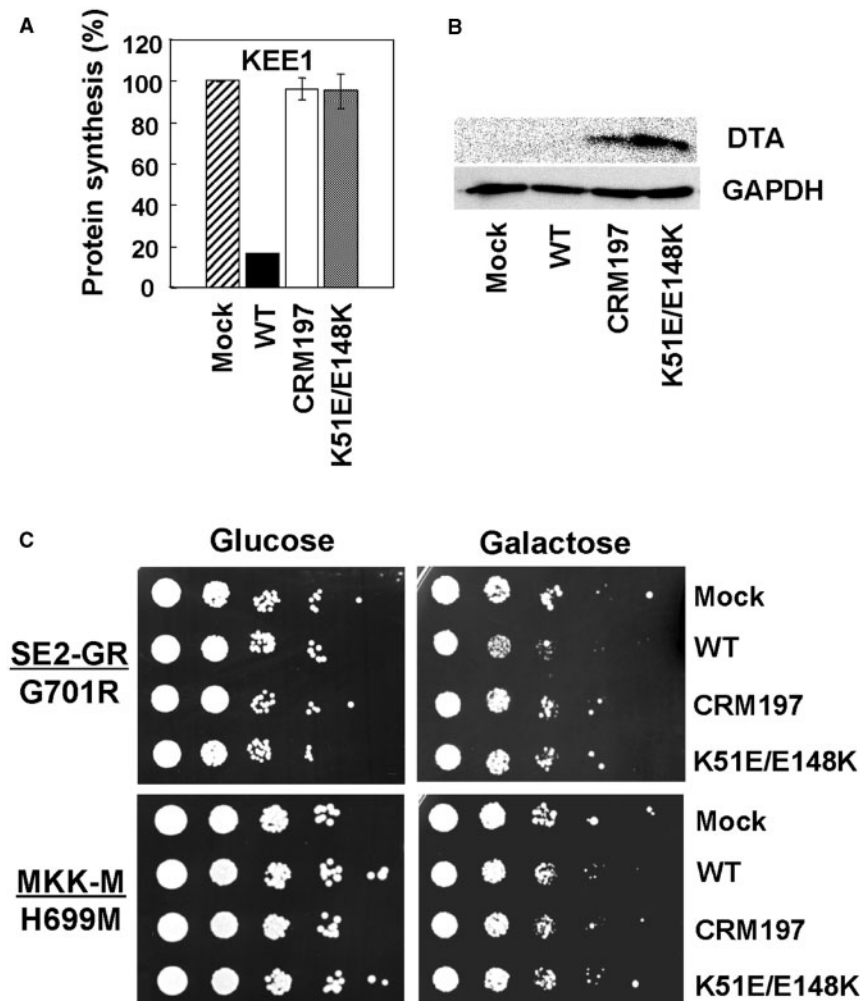 A
Protein synthesis (%)
120
100
80
60
40
20
0
KEE1
Mock
WT
CRM197
K51E/E148K
B
DTA
GAPDH
Mock
WT
CRM197
K51E/E148K
C
Glucose
Galactose
SE2-GR
G701R
Mock
WT
CRM197
K51E/E148K
MKK-M
H699M
Mock
WT
CRM197
K51E/E148K